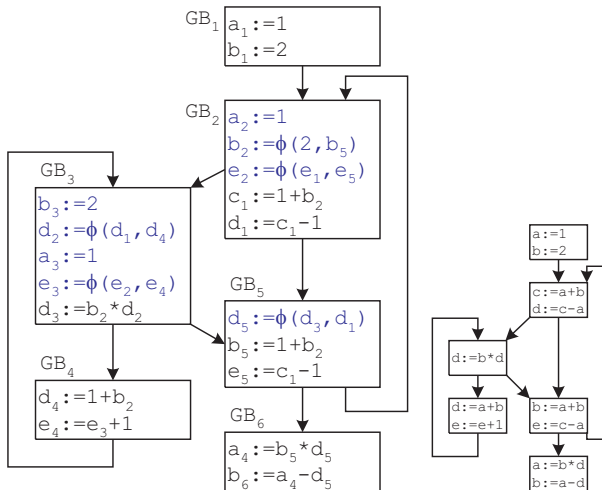 GB₁
a₁:=1
b₁:=2
GB₂
a₂:=1
b₂:=ϕ(2,b₅)
e₂:=ϕ(e₁,e₅)
c₁:=1+b₂
d₁:=c₁-1
GB₃
b₃:=2
d₂:=ϕ(d₁,d₄)
a₃:=1
e₃:=ϕ(e₂,e₄)
d₃:=b₂*d₂
GB₅
d₅:=ϕ(d₃,d₁)
b₅:=1+b₂
e₅:=c₁-1
GB₄
d₄:=1+b₂
e₄:=e₃+1
GB₆
a₄:=b₅*d₅
b₆:=a₄-d₅
a:=1
b:=2
c:=a+b
d:=c-a
d:=b*d
d:=a+b
e:=e+1
b:=a+b
e:=c-a
a:=b*d
b:=a-d